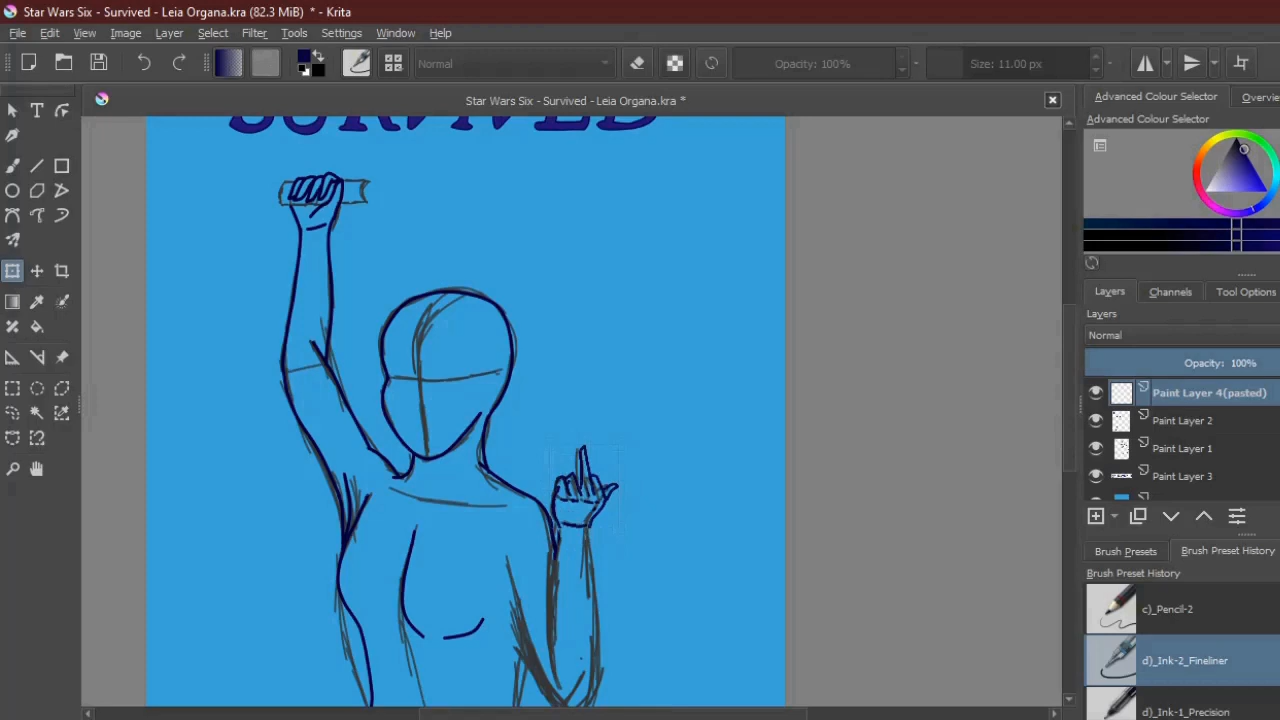 Star Wars Six - Survived - Leia Organa.kra (82.3 MiB) * - Krita
File Edit View Image Layer Select Filter Tools Settings Window Help
Normal
Opacity: 100%
Size: 11.00 px
Star Wars Six - Survived - Leia Organa.kra *
Advanced Colour Selector
Overvie
Advanced Colour Selector
SURVIVED
Layers Channels Tool Options
Layers
Normal
Opacity: 100%
Paint Layer 4(pasted)
Paint Layer 2
Paint Layer 1
Paint Layer 3
Brush Presets Brush Preset History
Brush Preset History
c)_Pencil-2
d)_Ink-2_Fineliner
d)_Ink-1_Precision